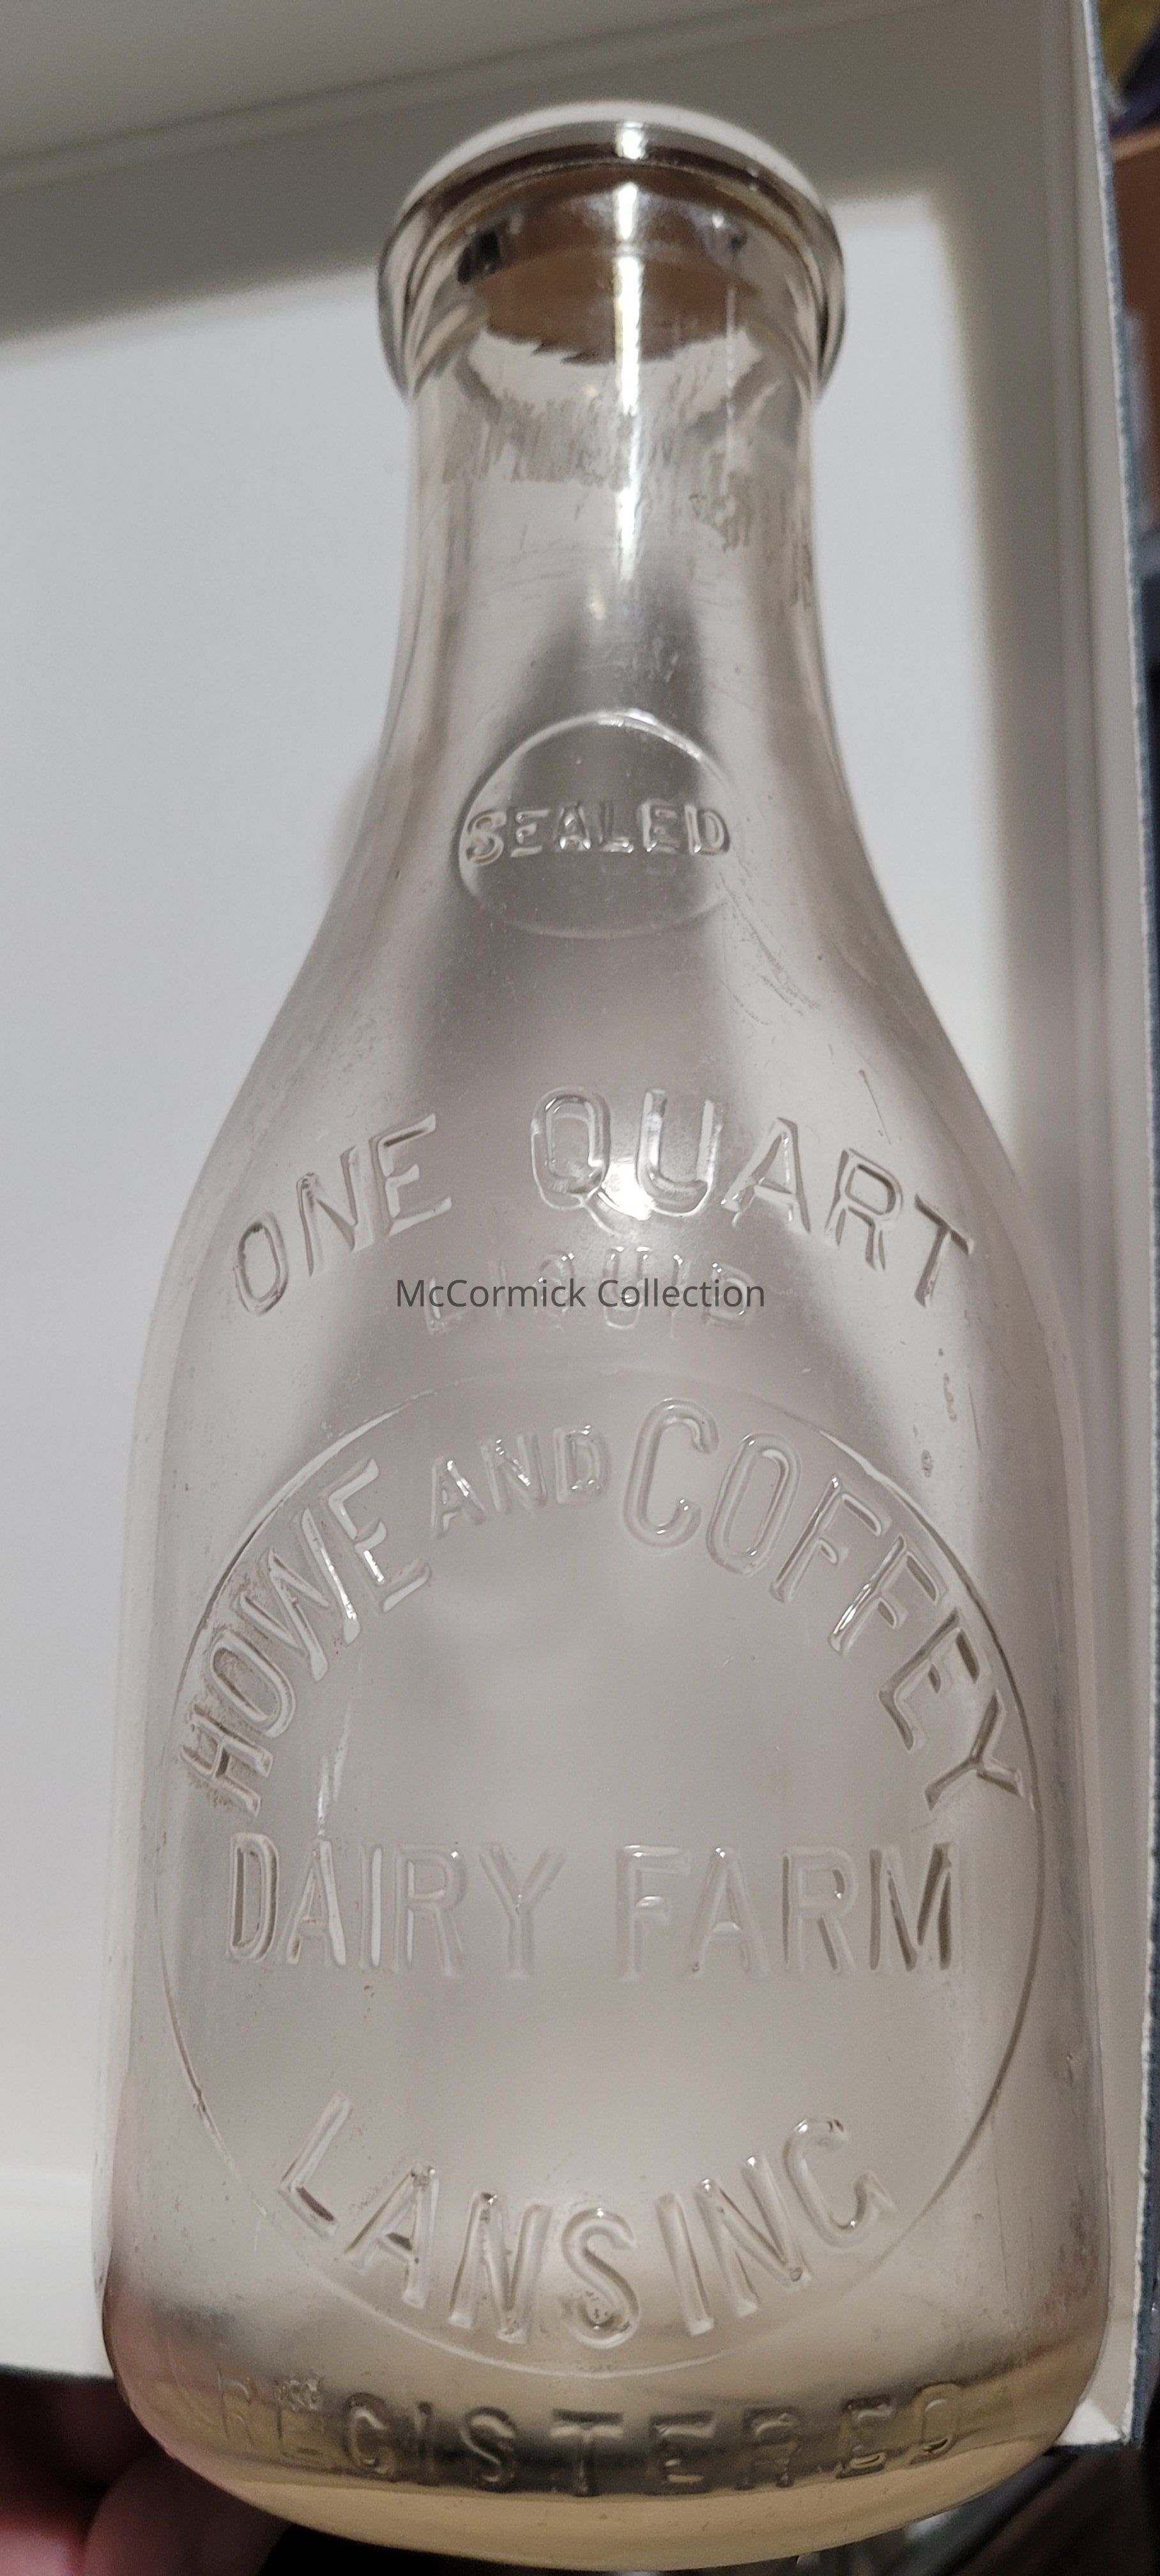 SEALED
ONE QUART
LIQUID
McCormick Collection
HOWE AND COFFEY
DAIRY FARM
LANSING
REGISTERED